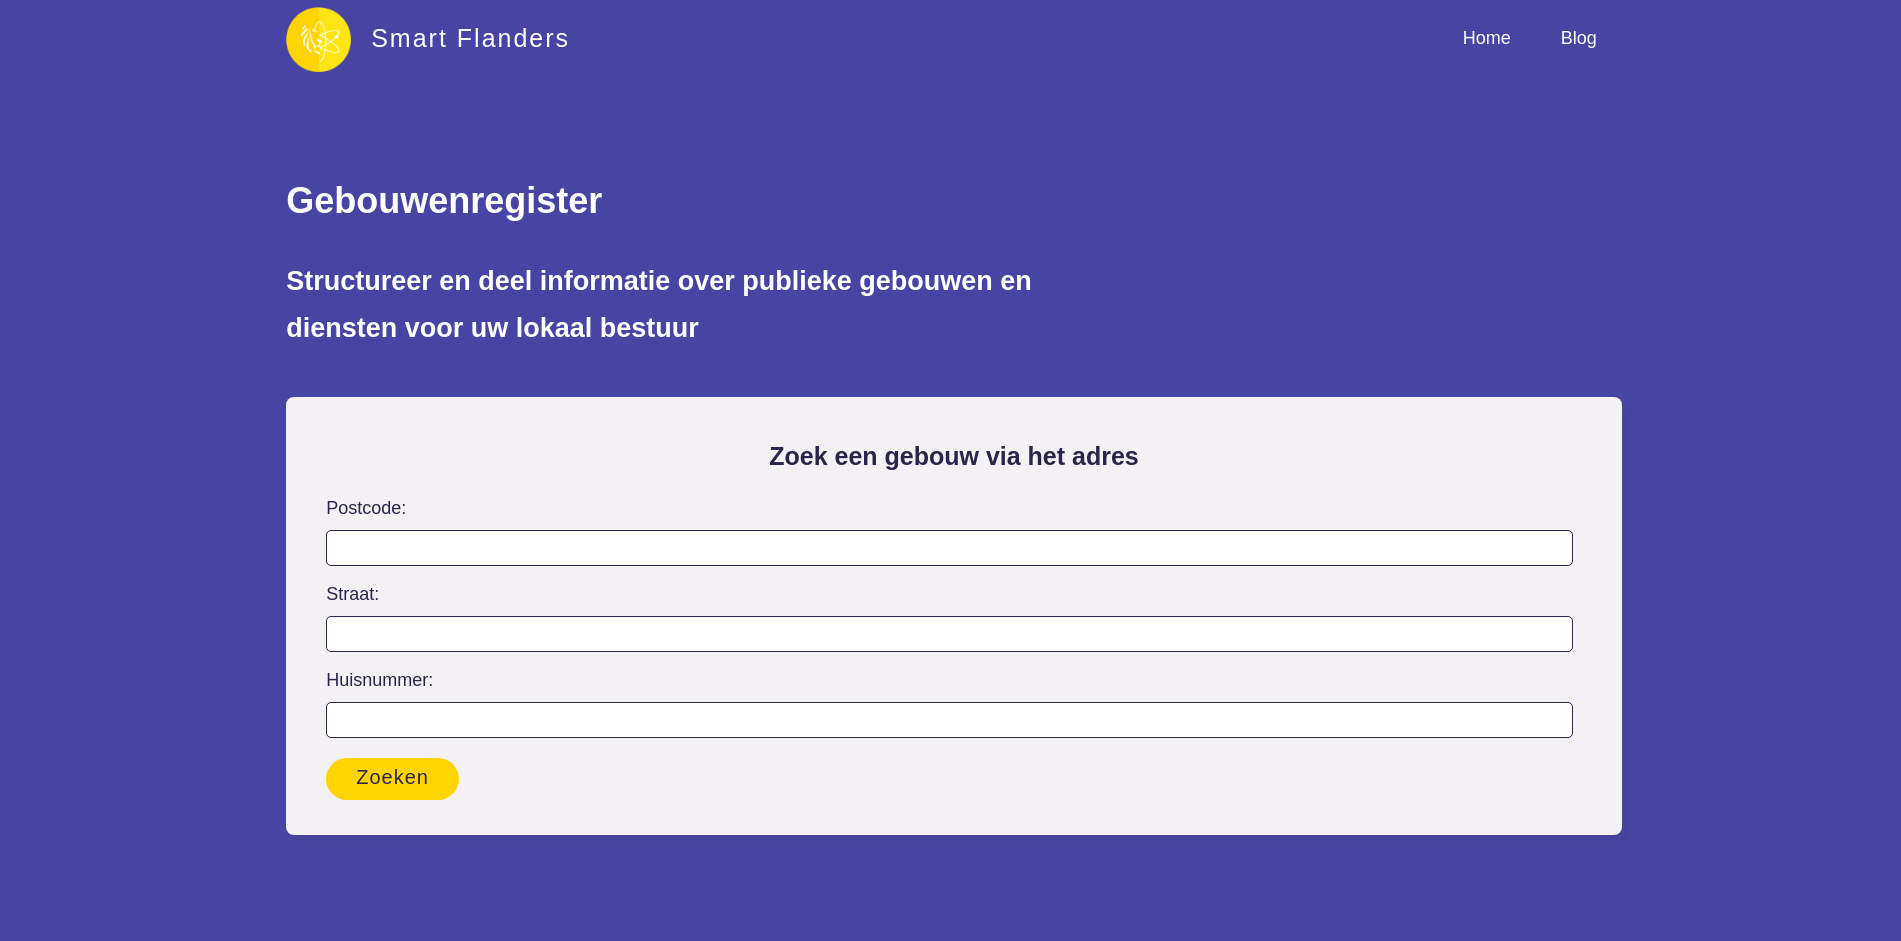 Smart Flanders
Home
Blog
Gebouwenregister
Structureer en deel informatie over publieke gebouwen en
diensten voor uw lokaal bestuur
Zoek een gebouw via het adres
Postcode:
Straat:
Huisnummer:
Zoeken